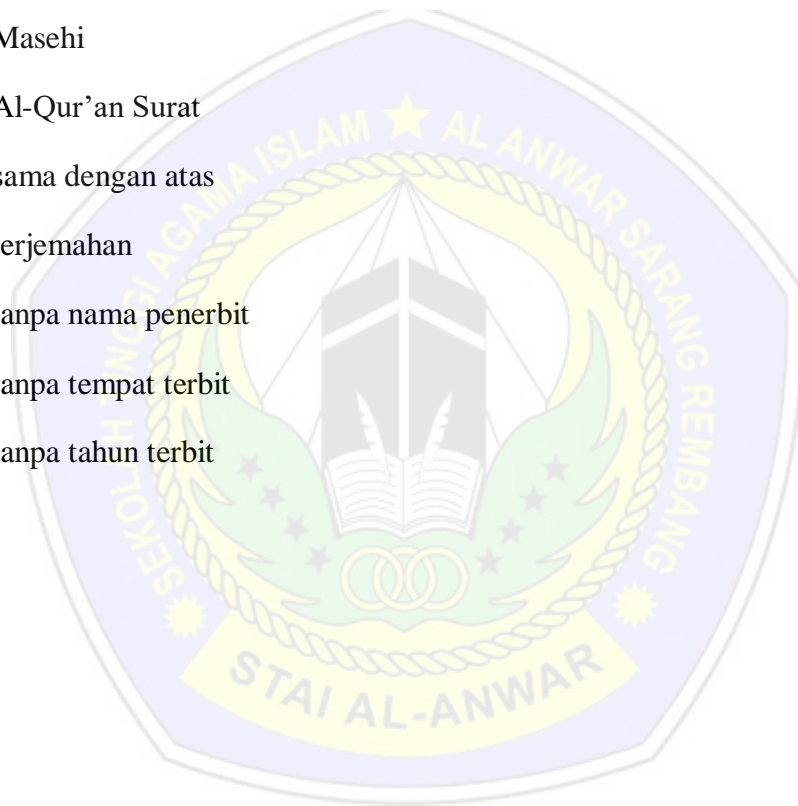 Masehi
Al-Qur'an Surat
sama dengan atas
erjemahan
anpa nama penerbit
anpa tempat terbit
anpa tahun terbit
SEKOLAH TINGGI AGAMA ISLAM ★ AL ANWAR SARANG REMBANG
STAI AL-ANWAR